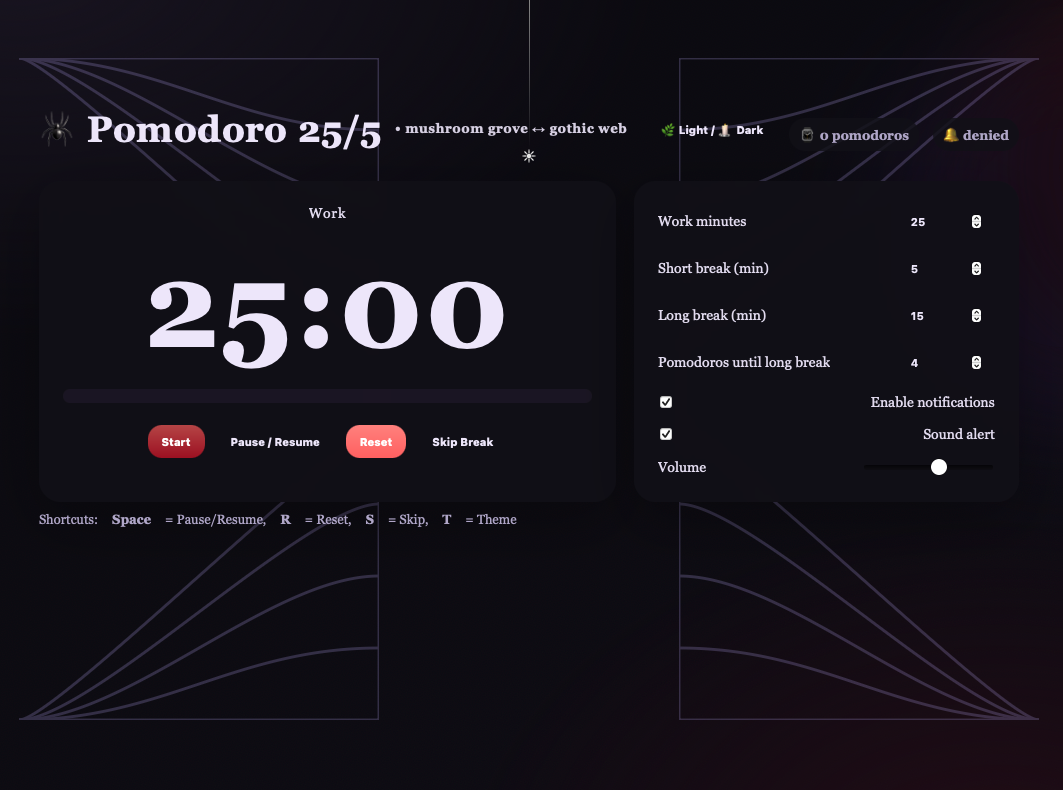 🕷️ Pomodoro 25/5 • mushroom grove ↔ gothic web 🌿 Light / 🕯️ Dark 0 pomodoros 🔔 denied
Work
25:00
Start Pause / Resume Reset Skip Break
Work minutes 25
Short break (min) 5
Long break (min) 15
Pomodoros until long break 4
Enable notifications
Sound alert
Volume
Shortcuts: Space = Pause/Resume, R = Reset, S = Skip, T = Theme